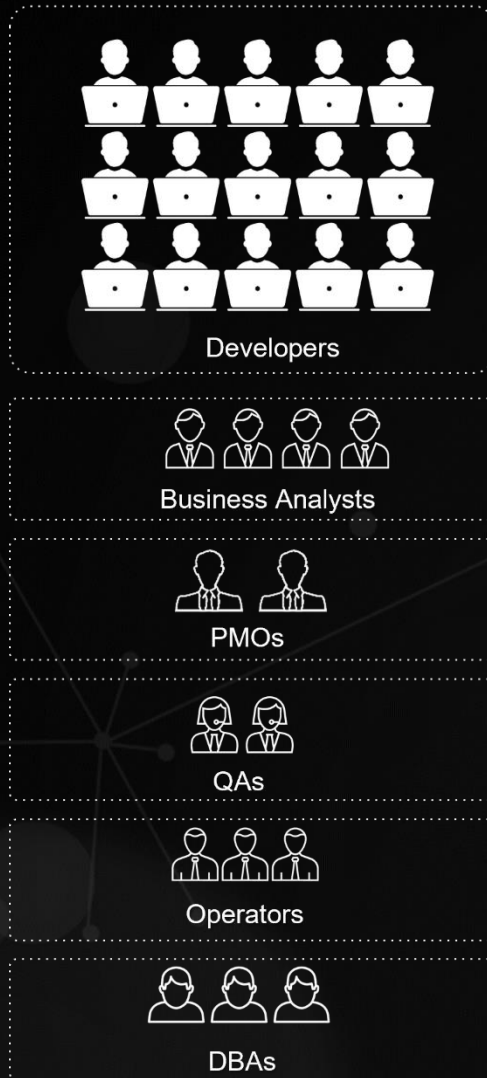 Developers
Business Analysts
PMOs
QAs
Operators
DBAs